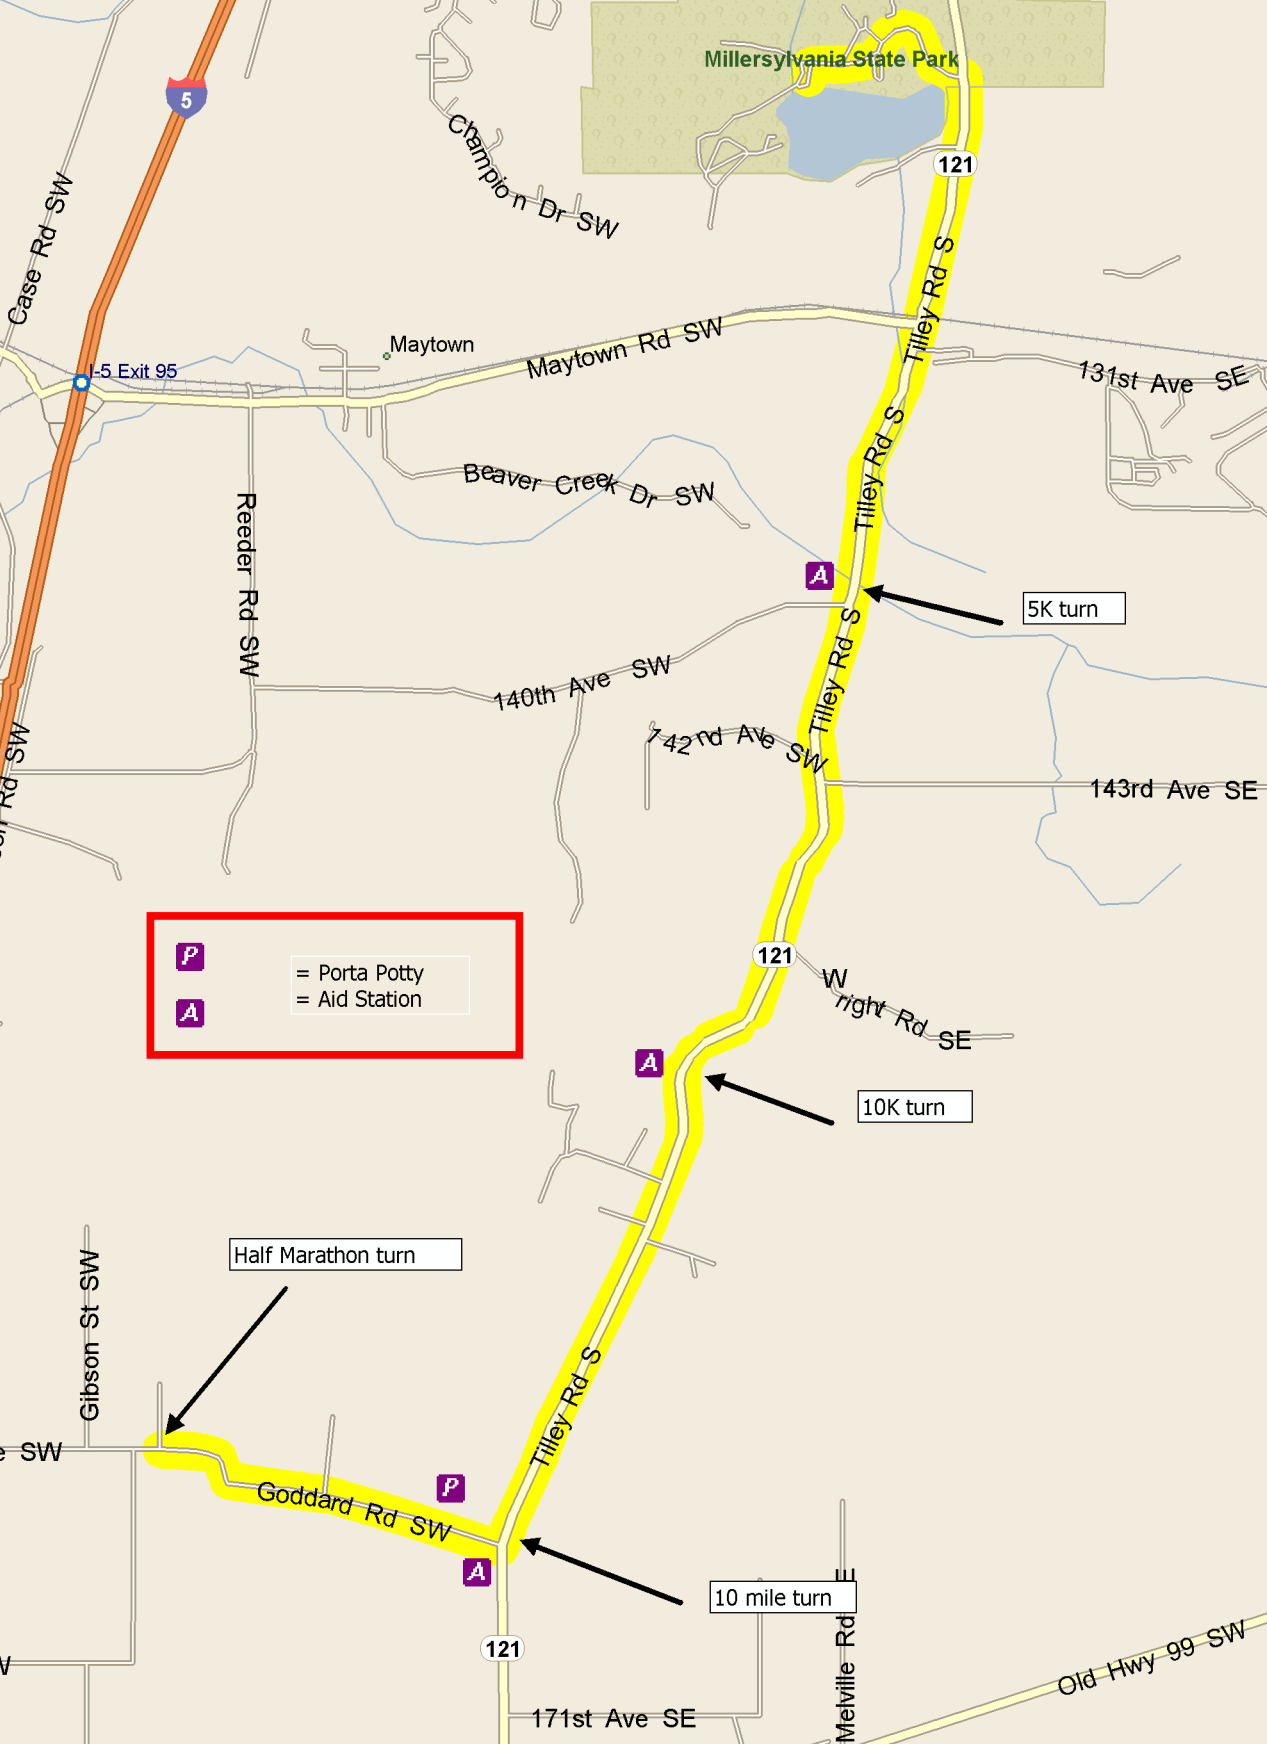 Millersylvania State Park
5
Champion Dr SW
121
Case Rd SW
Tilley Rd S
Maytown
Maytown Rd SW
I-5 Exit 95
131st Ave SE
Tilley Rd S
Beaver Creek Dr SW
Reeder Rd SW
A
5K turn
Tilley Rd S
140th Ave SW
142nd Ave SW
143rd Ave SE
Rd SW
P
= Porta Potty
A
= Aid Station
121
Wright Rd SE
A
10K turn
Half Marathon turn
Gibson St SW
Tilley Rd S
SW
P
Goddard Rd SW
A
10 mile turn
121
Melville Rd
Old Hwy 99 SW
171st Ave SE